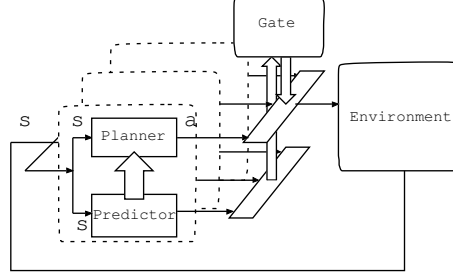 Gate
S
s
Planner
a
Environment
s
Predictor